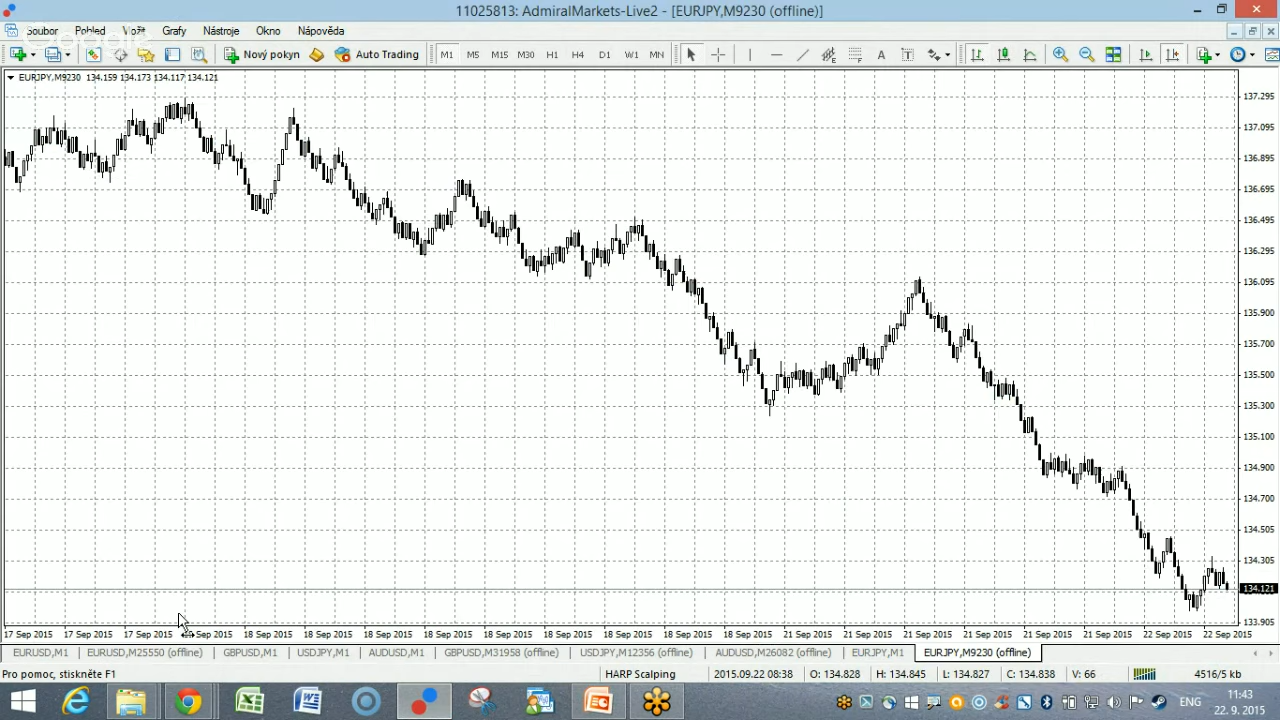 11025813: AdmiralMarkets-Live2 - [EURJPY,M9230 (offline)]
Soubor Pohled Vložit Grafy Nástroje Okno Nápověda
Nový pokyn Auto Trading M1 M5 M15 M30 H1 H4 D1 W1 MN A T
EURJPY,M9230 134.159 134.173 134.117 134.121
137.295
137.095
136.895
136.695
136.495
136.295
136.095
135.900
135.700
135.500
135.300
135.100
134.900
134.700
134.505
134.305
134.121
133.905
17 Sep 2015 17 Sep 2015 17 Sep 2015 Sep 2015 18 Sep 2015 18 Sep 2015 18 Sep 2015 18 Sep 2015 18 Sep 2015 18 Sep 2015 18 Sep 2015 18 Sep 2015 18 Sep 2015 21 Sep 2015 21 Sep 2015 21 Sep 2015 21 Sep 2015 21 Sep 2015 21 Sep 2015 22 Sep 2015 22 Sep 2015
EURUSD,M1 EURUSD,M25550 (offline) GBPUSD,M1 USDJPY,M1 AUDUSD,M1 GBPUSD,M31958 (offline) USDJPY,M12356 (offline) AUDUSD,M26082 (offline) EURJPY,M1 EURJPY,M9230 (offline)
Pro pomoc, stiskněte F1 HARP Scalping 2015.09.22 08:38 O: 134.828 H: 134.845 L: 134.827 C: 134.838 V: 66 4516/5 kb
ENG 11:43
22. 9. 2015